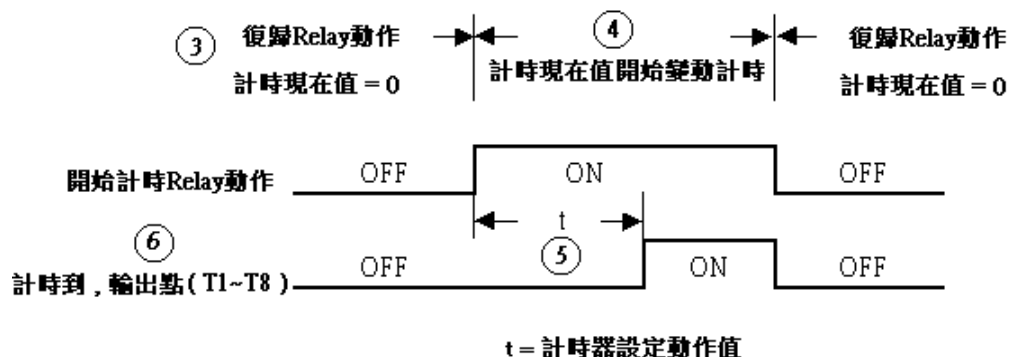 ③ 復歸Relay動作
計時現在值 = 0
④
計時現在值開始變動計時
復歸Relay動作
計時現在值 = 0
開始計時Relay動作 OFF ON OFF
t
⑥ ⑤
計時到 , 輸出點 ( T1~T8 ) OFF ON OFF
t = 計時器設定動作值